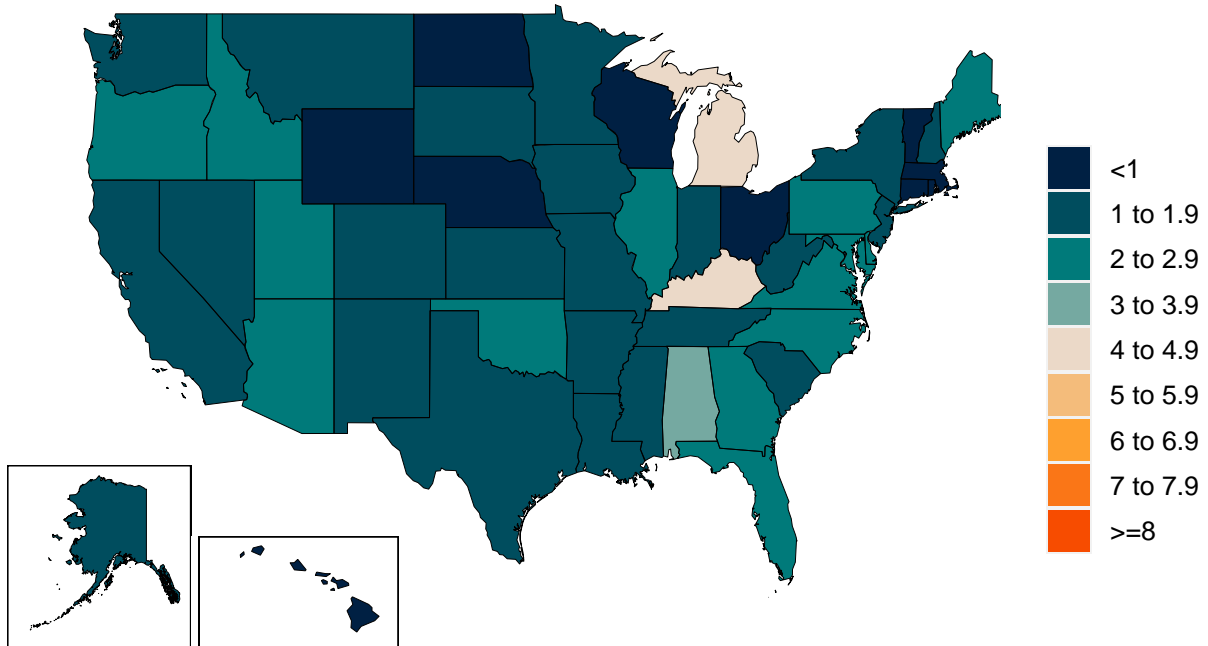 <1
1 to 1.9
2 to 2.9
3 to 3.9
4 to 4.9
5 to 5.9
6 to 6.9
7 to 7.9
>=8